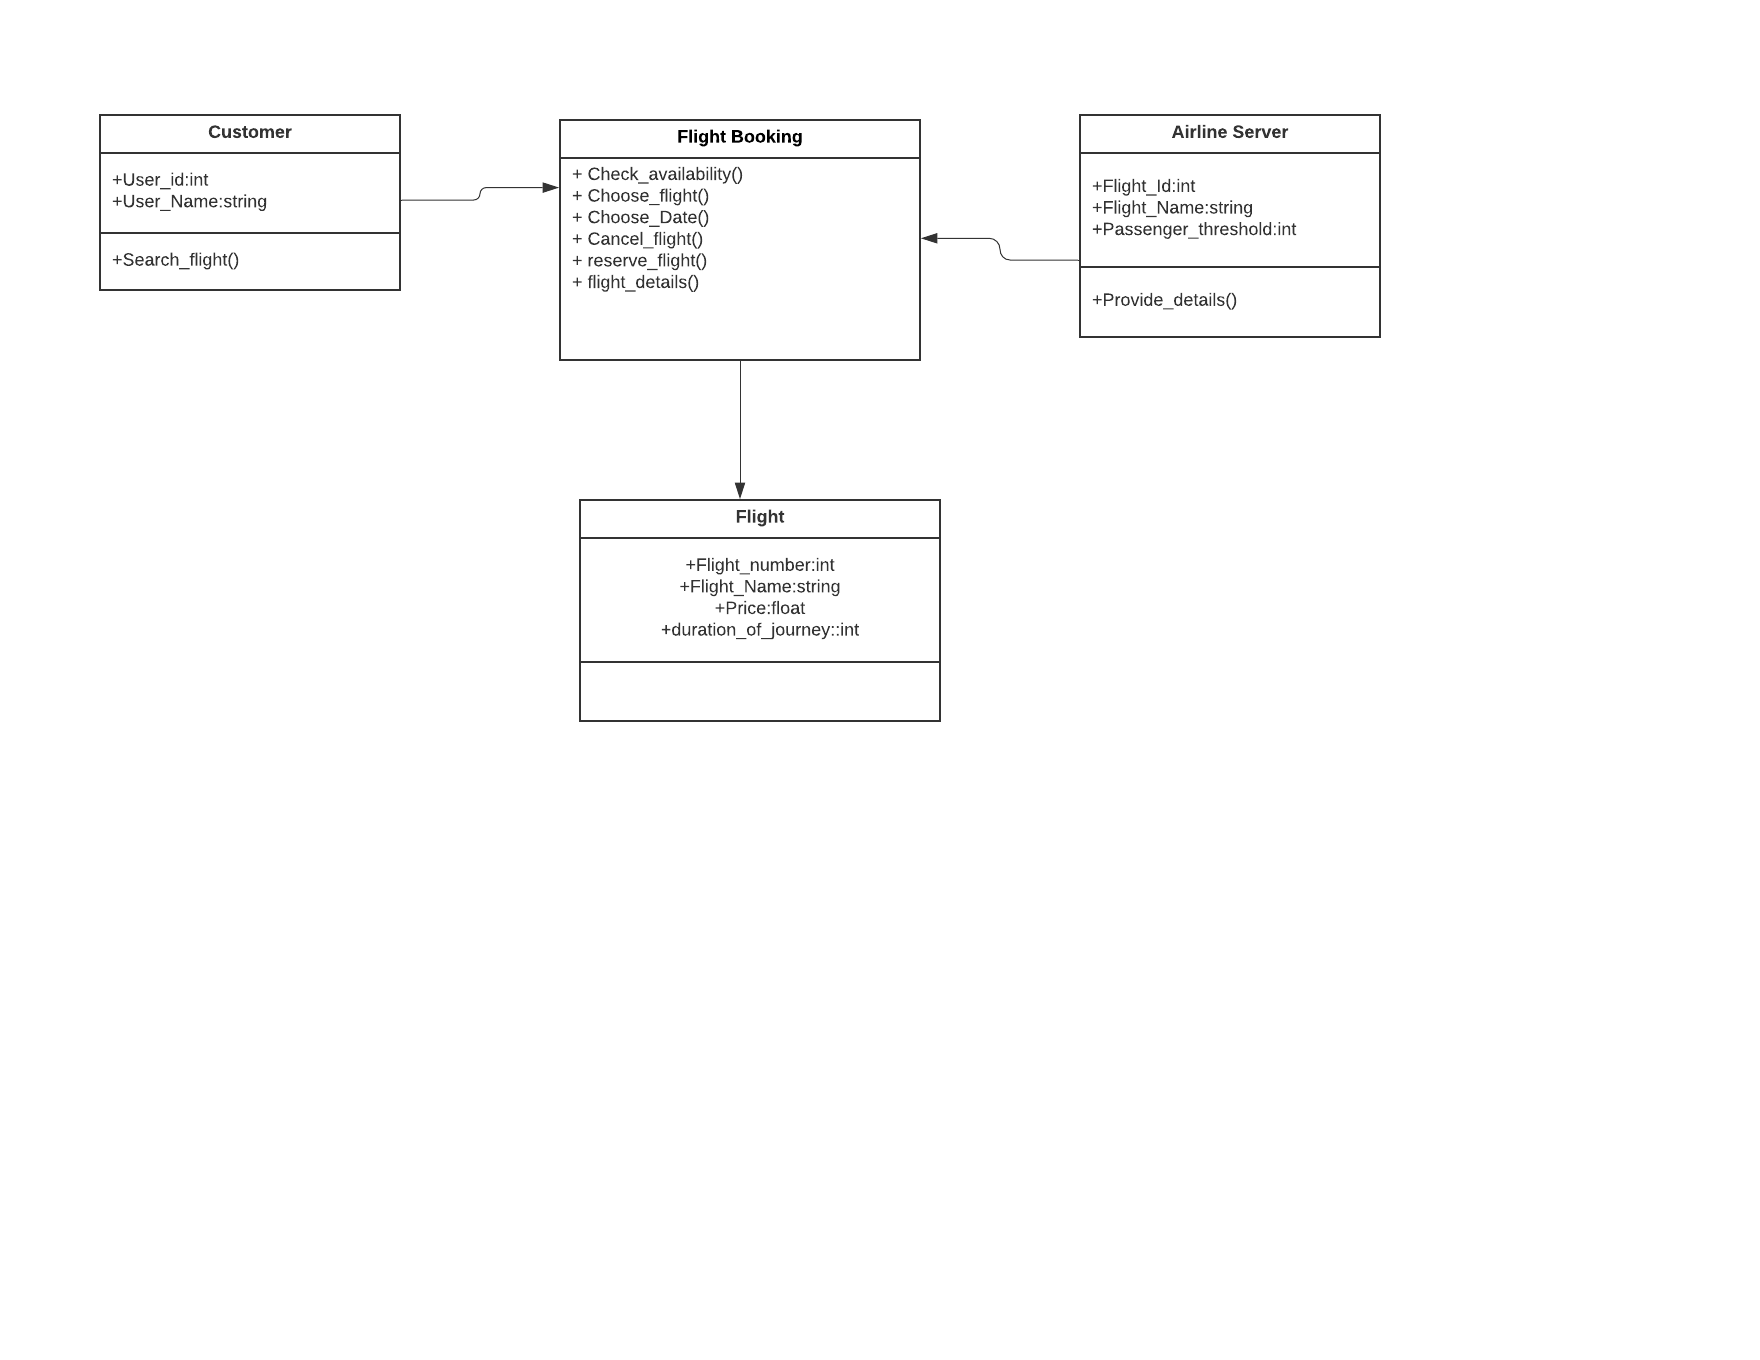 Customer
+User_id:int
+User_Name:string
+Search_flight()
Flight Booking
+ Check_availability()
+ Choose_flight()
+ Choose_Date()
+ Cancel_flight()
+ reserve_flight()
+ flight_details()
Airline Server
+Flight_Id:int
+Flight_Name:string
+Passenger_threshold:int
+Provide_details()
Flight
+Flight_number:int
+Flight_Name:string
+Price:float
+duration_of_journey::int